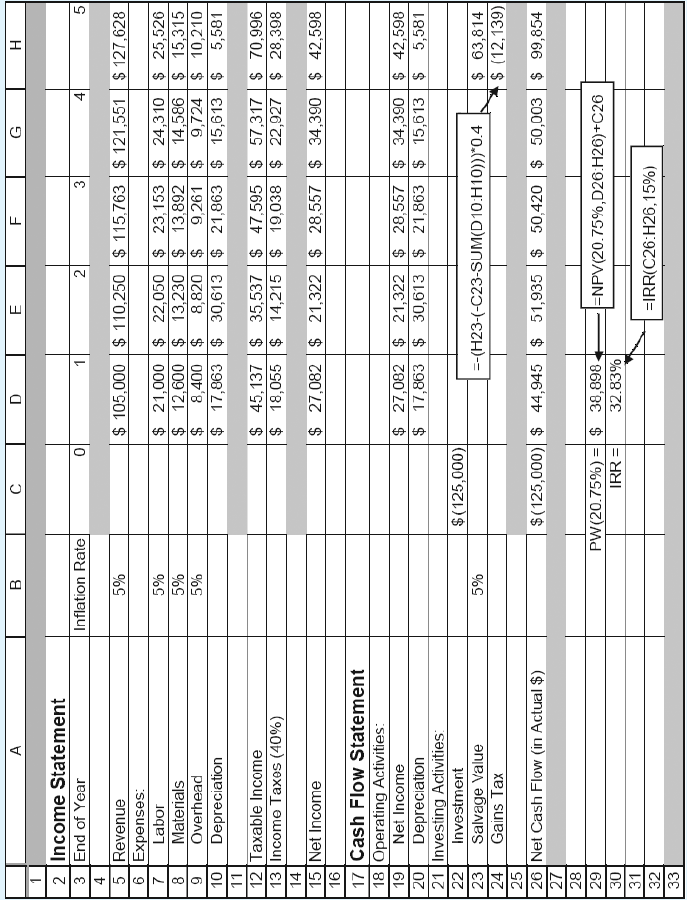 A B C D E F G H
1
2 Income Statement
3 End of Year Inflation Rate 0 1 2 3 4 5
4
5 Revenue 5% $ 105,000 $ 110,250 $ 115,763 $ 121,551 $ 127,628
6 Expenses:
7 Labor 5% $ 21,000 $ 22,050 $ 23,153 $ 24,310 $ 25,526
8 Materials 5% $ 12,600 $ 13,230 $ 13,892 $ 14,586 $ 15,315
9 Overhead 5% $ 8,400 $ 8,820 $ 9,261 $ 9,724 $ 10,210
10 Depreciation $ 17,863 $ 30,613 $ 21,863 $ 15,613 $ 5,581
11
12 Taxable Income $ 45,137 $ 35,537 $ 47,595 $ 57,317 $ 70,996
13 Income Taxes (40%) $ 18,055 $ 14,215 $ 19,038 $ 22,927 $ 28,398
14
15 Net Income $ 27,082 $ 21,322 $ 28,557 $ 34,390 $ 42,598
16
17 Cash Flow Statement
18 Operating Activities:
19 Net Income $ 27,082 $ 21,322 $ 28,557 $ 34,390 $ 42,598
20 Depreciation $ 17,863 $ 30,613 $ 21,863 $ 15,613 $ 5,581
21 Investing Activities:
22 Investment $ (125,000) =-(H23-(-C23-SUM(D10:H10)))*0.4
23 Salvage Value 5% $ 63,814
24 Gains Tax $ (12,139)
25
26 Net Cash Flow (in Actual $) $ (125,000) $ 44,945 $ 51,935 $ 50,420 $ 50,003 $ 99,854
27
28
29 PW(20.75%) = $ 38,898 =NPV(20.75%,D26:H26)+C26
30 IRR = 32.83%
31 =IRR(C26:H26,15%)
32
33